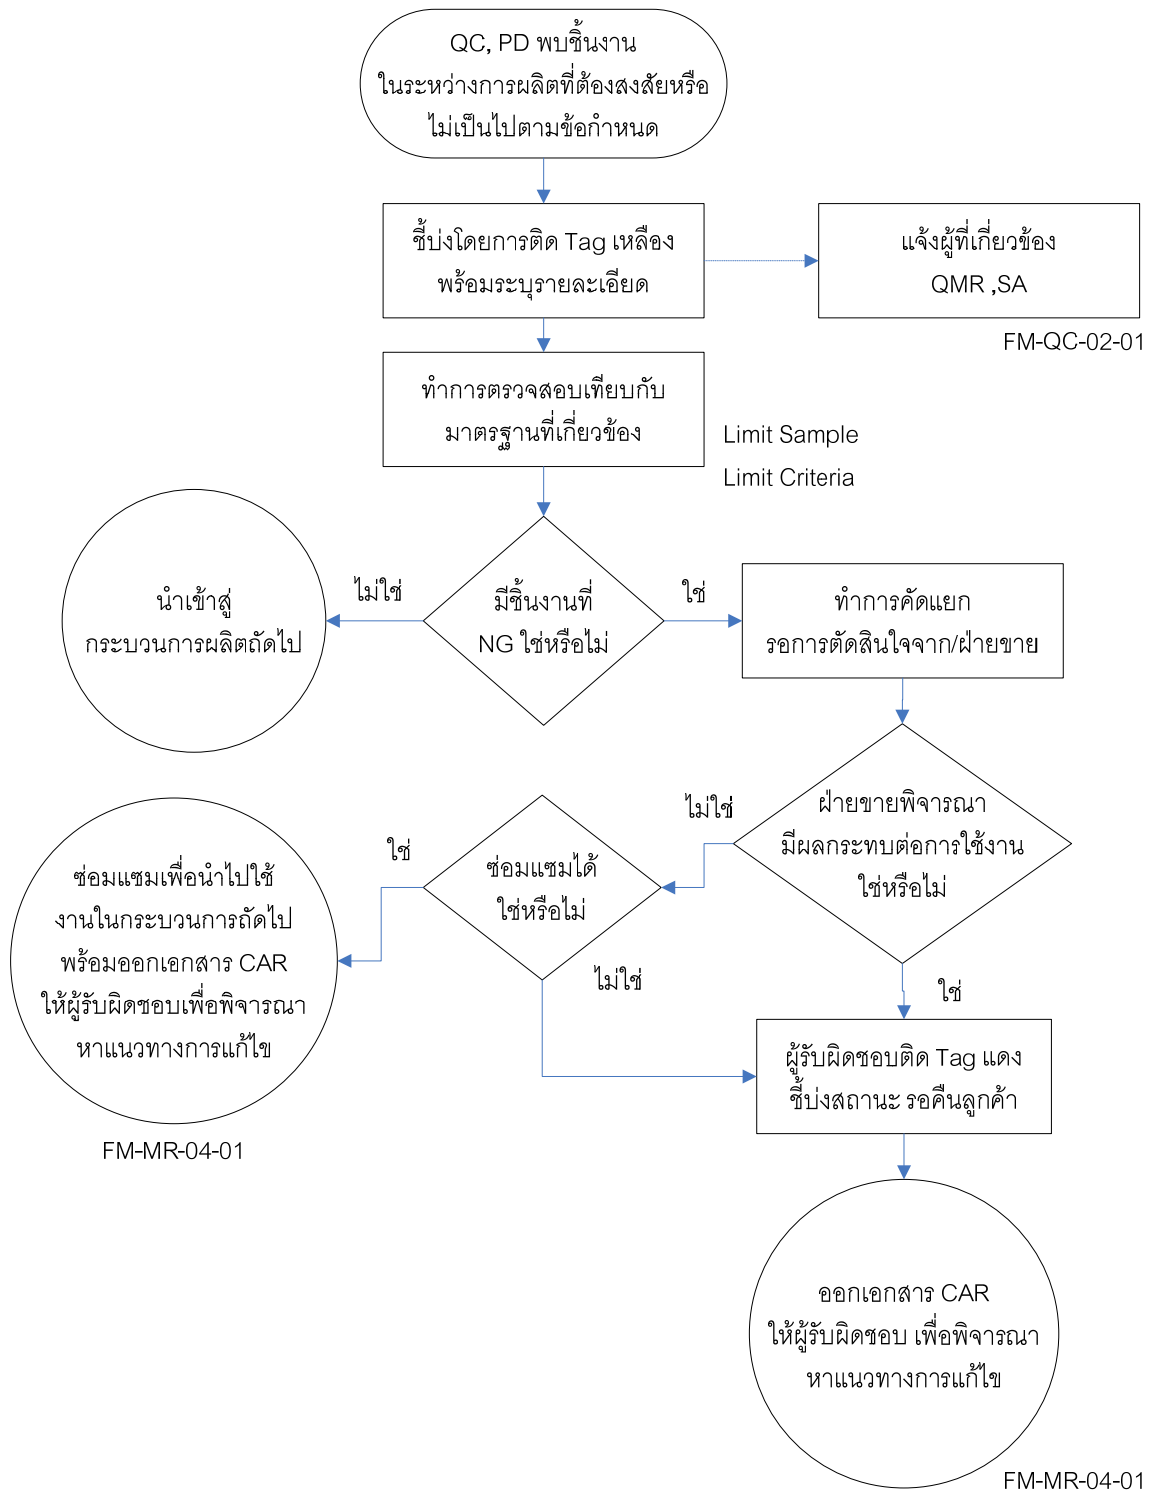 QC, PD พบชิ้นงาน
ในระหว่างการผลิตที่ต้องสงสัยหรือ
ไม่เป็นไปตามข้อกำหนด
ชี้บ่งโดยการติด Tag เหลือง
พร้อมระบุรายละเอียด
แจ้งผู้ที่เกี่ยวข้อง
QMR ,SA
FM-QC-02-01
ทำการตรวจสอบเทียบกับ
มาตรฐานที่เกี่ยวข้อง
Limit Sample
Limit Criteria
นำเข้าสู่
กระบวนการผลิตถัดไป
ไม่ใช่
มีชิ้นงานที่
NG ใช่หรือไม่
ใช่
ทำการคัดแยก
รอการตัดสินใจจาก/ฝ่ายขาย
ฝ่ายขายพิจารณา
มีผลกระทบต่อการใช้งาน
ใช่หรือไม่
ไม่ใช่
ซ่อมแซมได้
ใช่หรือไม่
ใช่
ซ่อมแซมเพื่อนำไปใช้
งานในกระบวนการถัดไป
พร้อมออกเอกสาร CAR
ให้ผู้รับผิดชอบเพื่อพิจารณา
หาแนวทางการแก้ไข
FM-MR-04-01
ไม่ใช่
ใช่
ผู้รับผิดชอบติด Tag แดง
ชี้บ่งสถานะ รอคืนลูกค้า
ออกเอกสาร CAR
ให้ผู้รับผิดชอบ เพื่อพิจารณา
หาแนวทางการแก้ไข
FM-MR-04-01